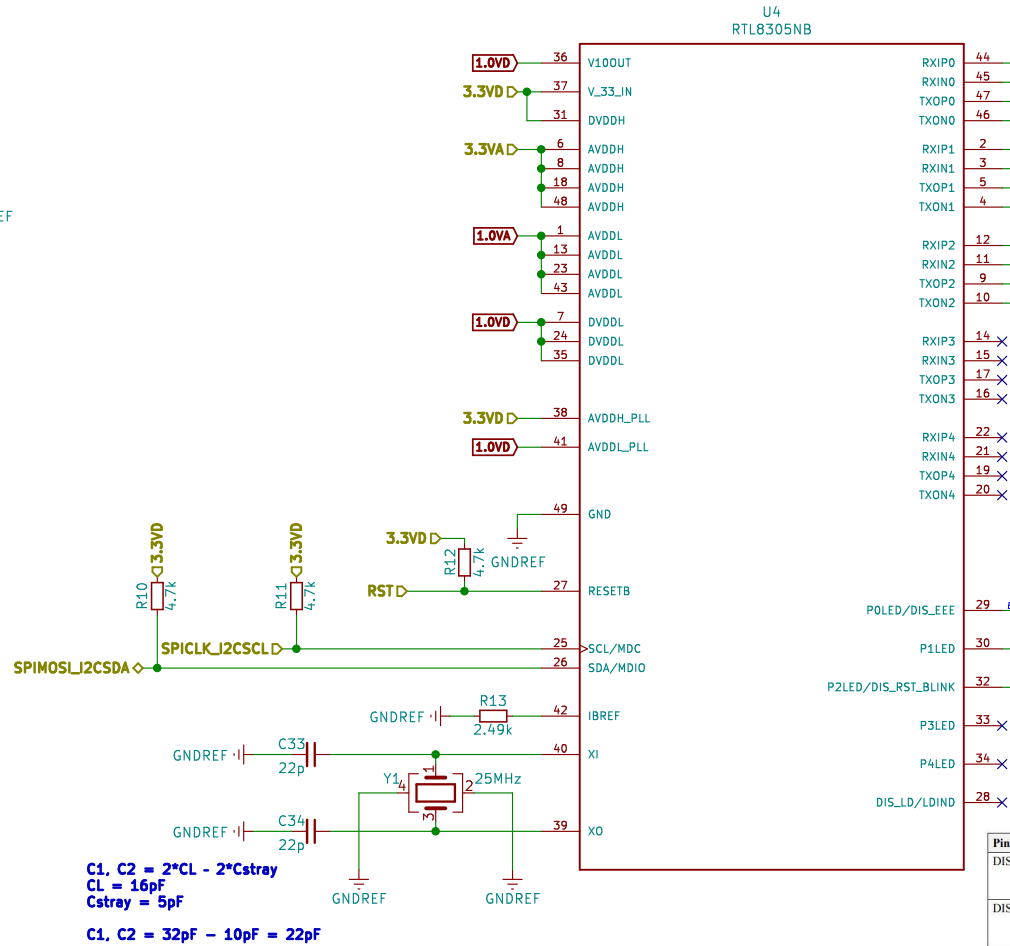 U4
RTL8305NB
1.0VD
36
V10OUT
3.3VD
37
V_33_IN
31
DVDDH
3.3VA
6
AVDDH
8
AVDDH
18
AVDDH
48
AVDDH
1.0VA
1
AVDDL
13
AVDDL
23
AVDDL
43
AVDDL
1.0VD
7
DVDDL
24
DVDDL
35
DVDDL
3.3VD
38
AVDDH_PLL
1.0VD
41
AVDDL_PLL
49
GND
GNDREF
3.3VD
R12
4.7k
RST
27
RESETB
3.3VD
R10
4.7k
3.3VD
R11
4.7k
SPICLK_I2CSCL
25
SCL/MDC
SPIMOSI_I2CSDA
26
SDA/MDIO
GNDREF
R13
2.49k
42
IBREF
GNDREF
C33
22p
40
XI
Y1
25MHz
1
4
2
3
GNDREF
C34
22p
39
XO
GNDREF
GNDREF
RXIP0
44
RXIN0
45
TXOP0
47
TXON0
46
RXIP1
2
RXIN1
3
TXOP1
5
TXON1
4
RXIP2
12
RXIN2
11
TXOP2
9
TXON2
10
RXIP3
14
RXIN3
15
TXOP3
17
TXON3
16
RXIP4
22
RXIN4
21
TXOP4
19
TXON4
20
P0LED/DIS_EEE
29
P1LED
30
P2LED/DIS_RST_BLINK
32
P3LED
33
P4LED
34
DIS_LD/LDIND
28
C1, C2 = 2*CL - 2*Cstray
CL = 16pF
Cstray = 5pF
C1, C2 = 32pF - 10pF = 22pF
EF
Pin
DIS
DIS